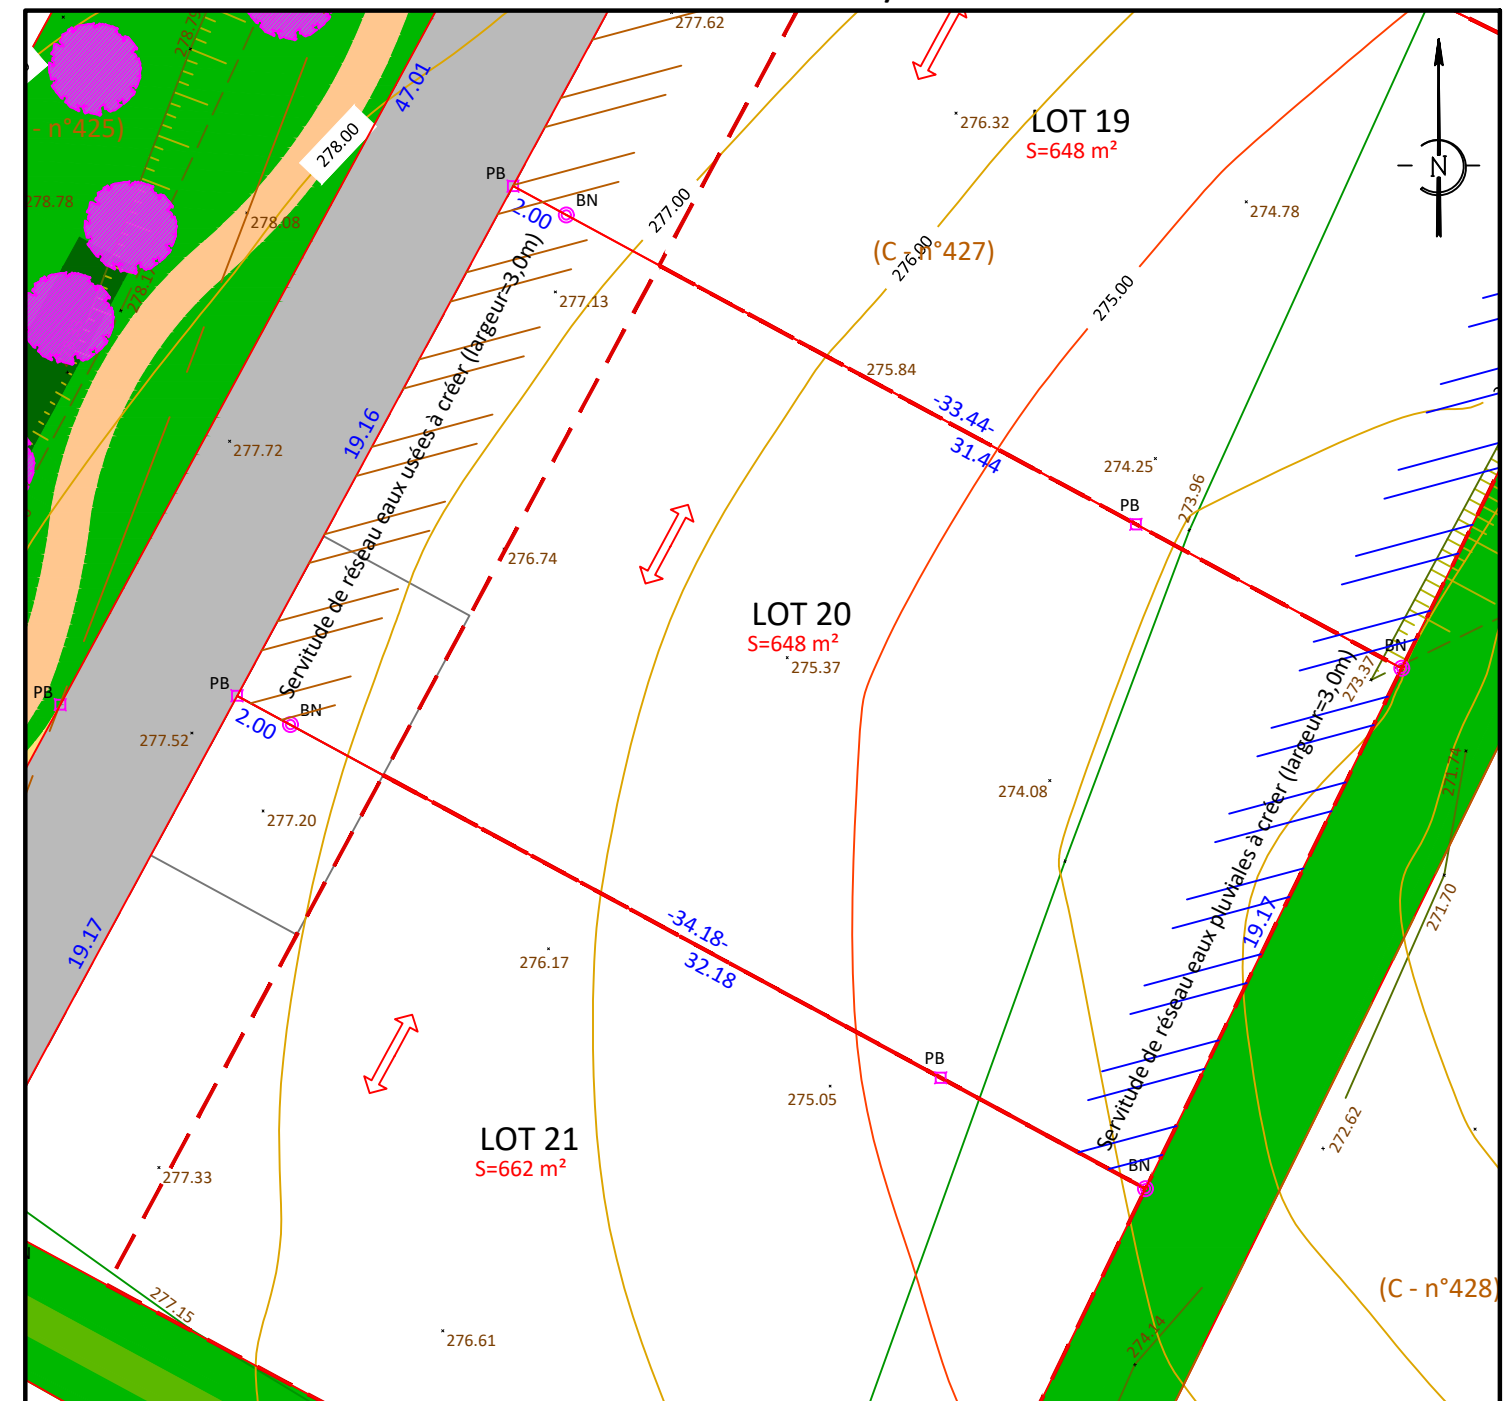 277.62
278.79
47.01
- n°425)
278.00
276.32
LOT 19
S=648 m²
N
PB
BN
2.00
277.00
278.78
278.08
274.78
(C - n°427)
276.00
278.17
277.13
275.00
275.84
-33.44-
31.44
19.16
277.72
274.25
273.96
PB
Servitude de réseau eaux usées à créer (largeur=3,0m)
276.74
LOT 20
S=648 m²
275.37
BN
273.37
PB
PB
BN
2.00
277.52
277.20
274.08
271.74
Servitude de réseau eaux pluviales à créer (largeur=3,0m)
19.17
271.70
19.17
-34.18-
32.18
276.17
PB
275.05
LOT 21
S=662 m²
272.62
BN
277.33
277.15
276.61
(C - n°428)
274.14